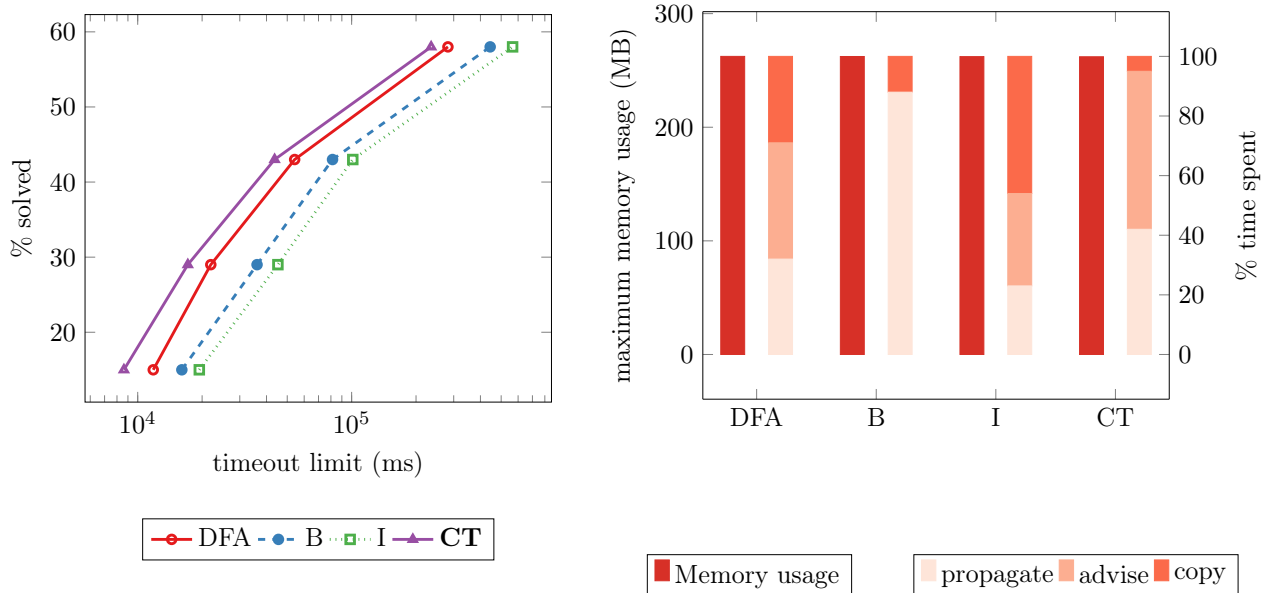 60
50
40
30
20
% solved
10^4
10^5
timeout limit (ms)
DFA B I CT
300
200
100
0
maximum memory usage (MB)
100
80
60
40
20
0
% time spent
DFA B I CT
Memory usage
propagate advise copy